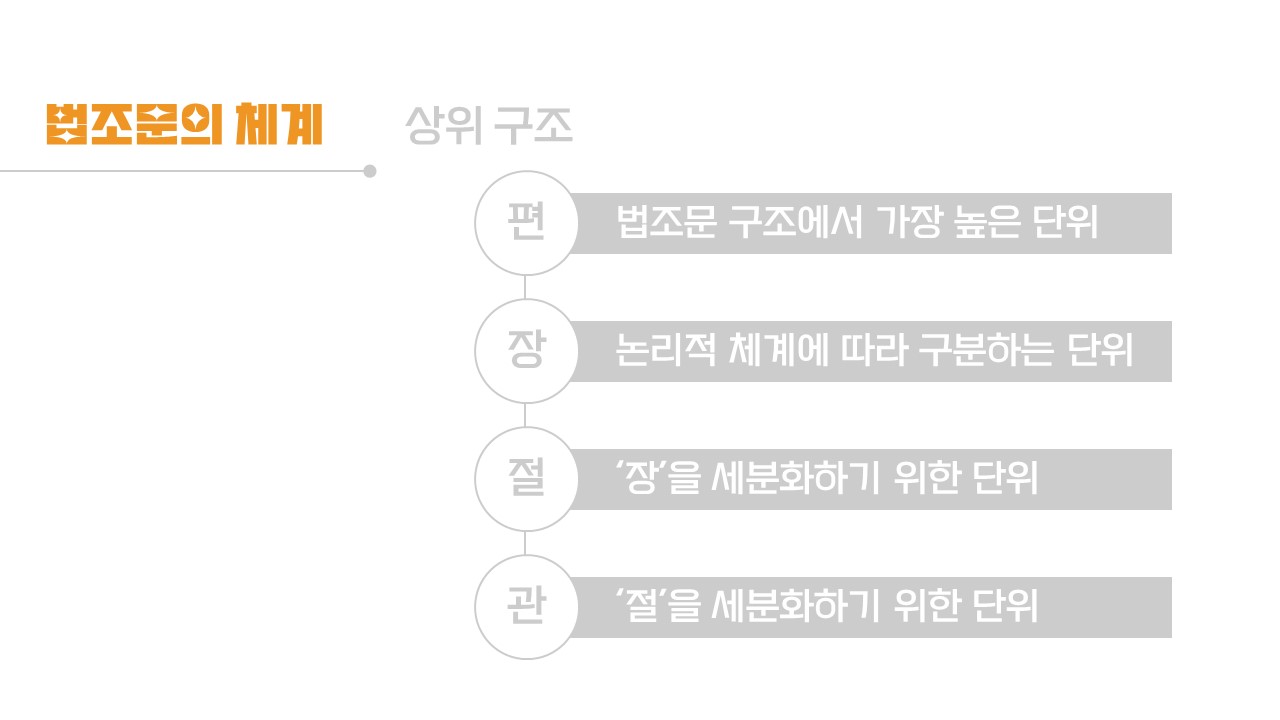 법조문의 체계
상위 구조
편
법조문 구조에서 가장 높은 단위
장
논리적 체계에 따라 구분하는 단위
절
‘장’을 세분화하기 위한 단위
관
‘절’을 세분화하기 위한 단위